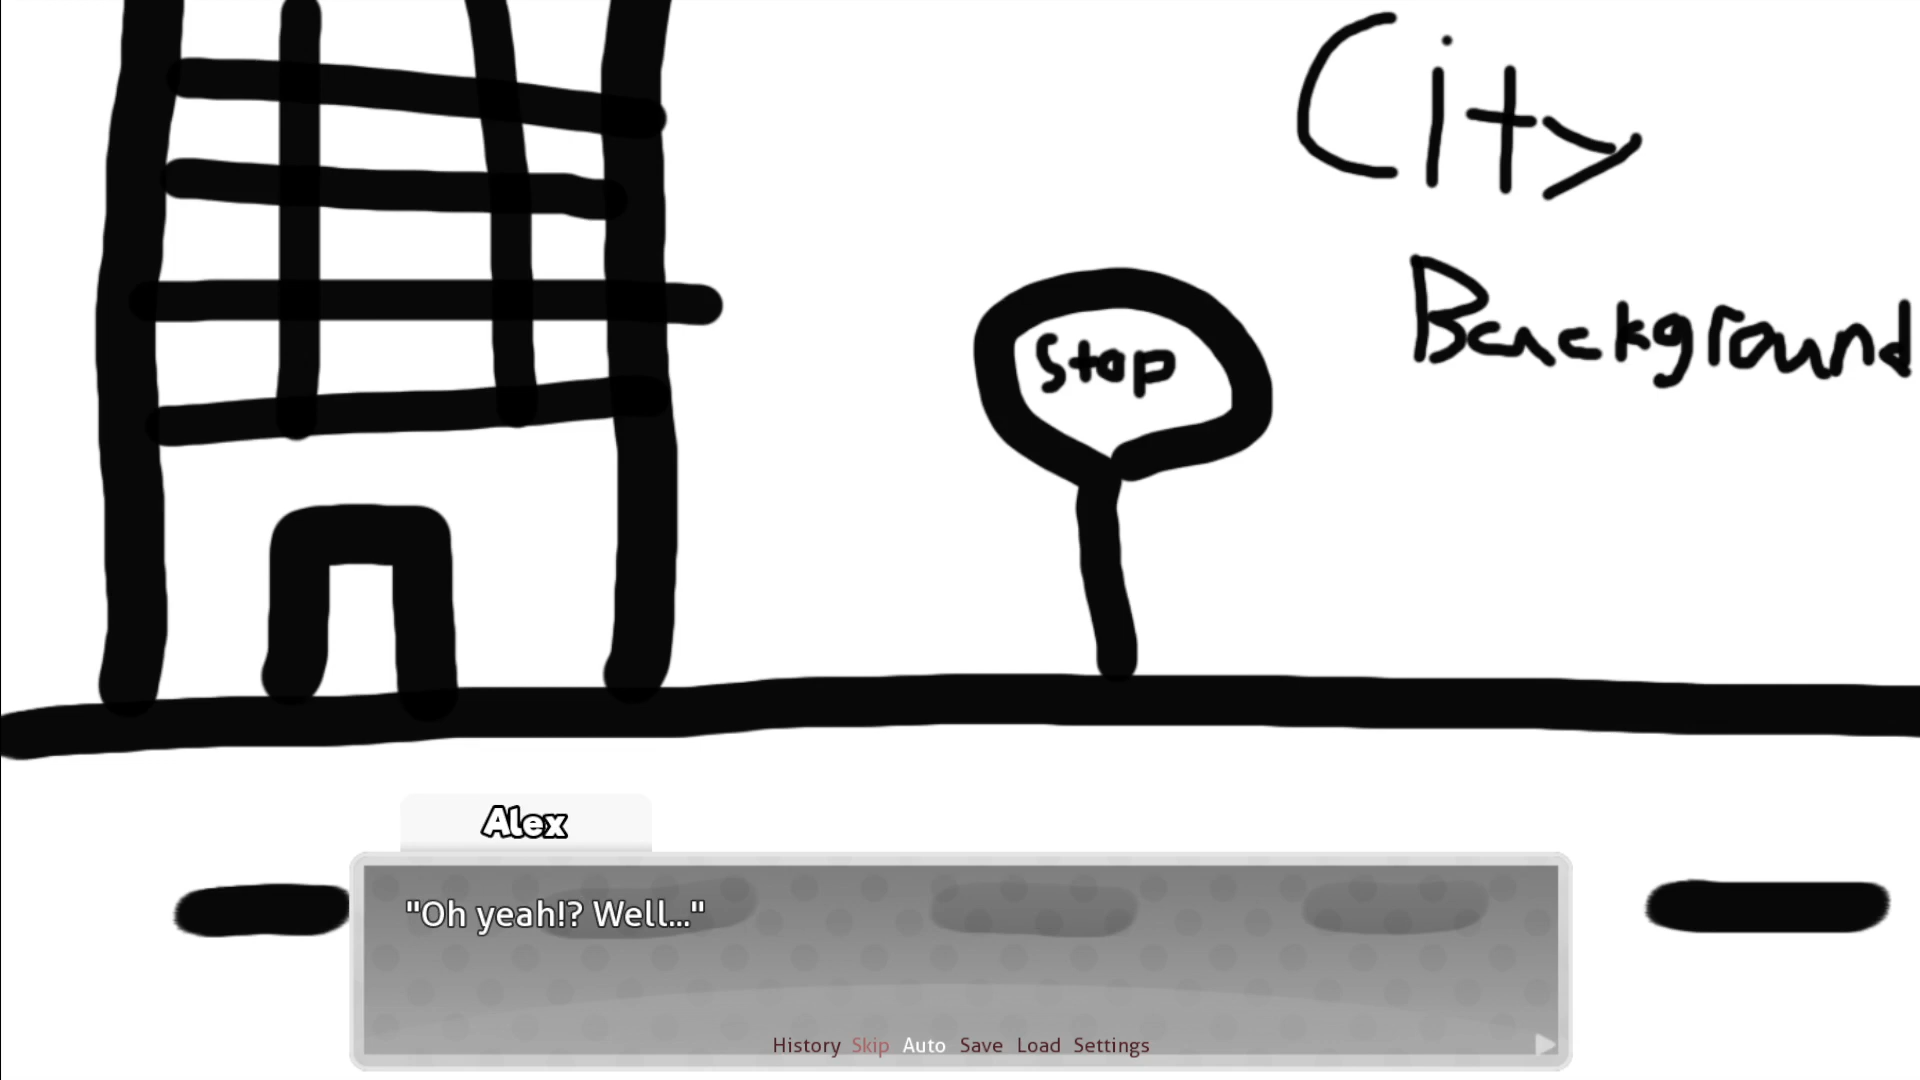 City
Background
Stop
Alex
"Oh yeah!? Well..."
History Skip Auto Save Load Settings